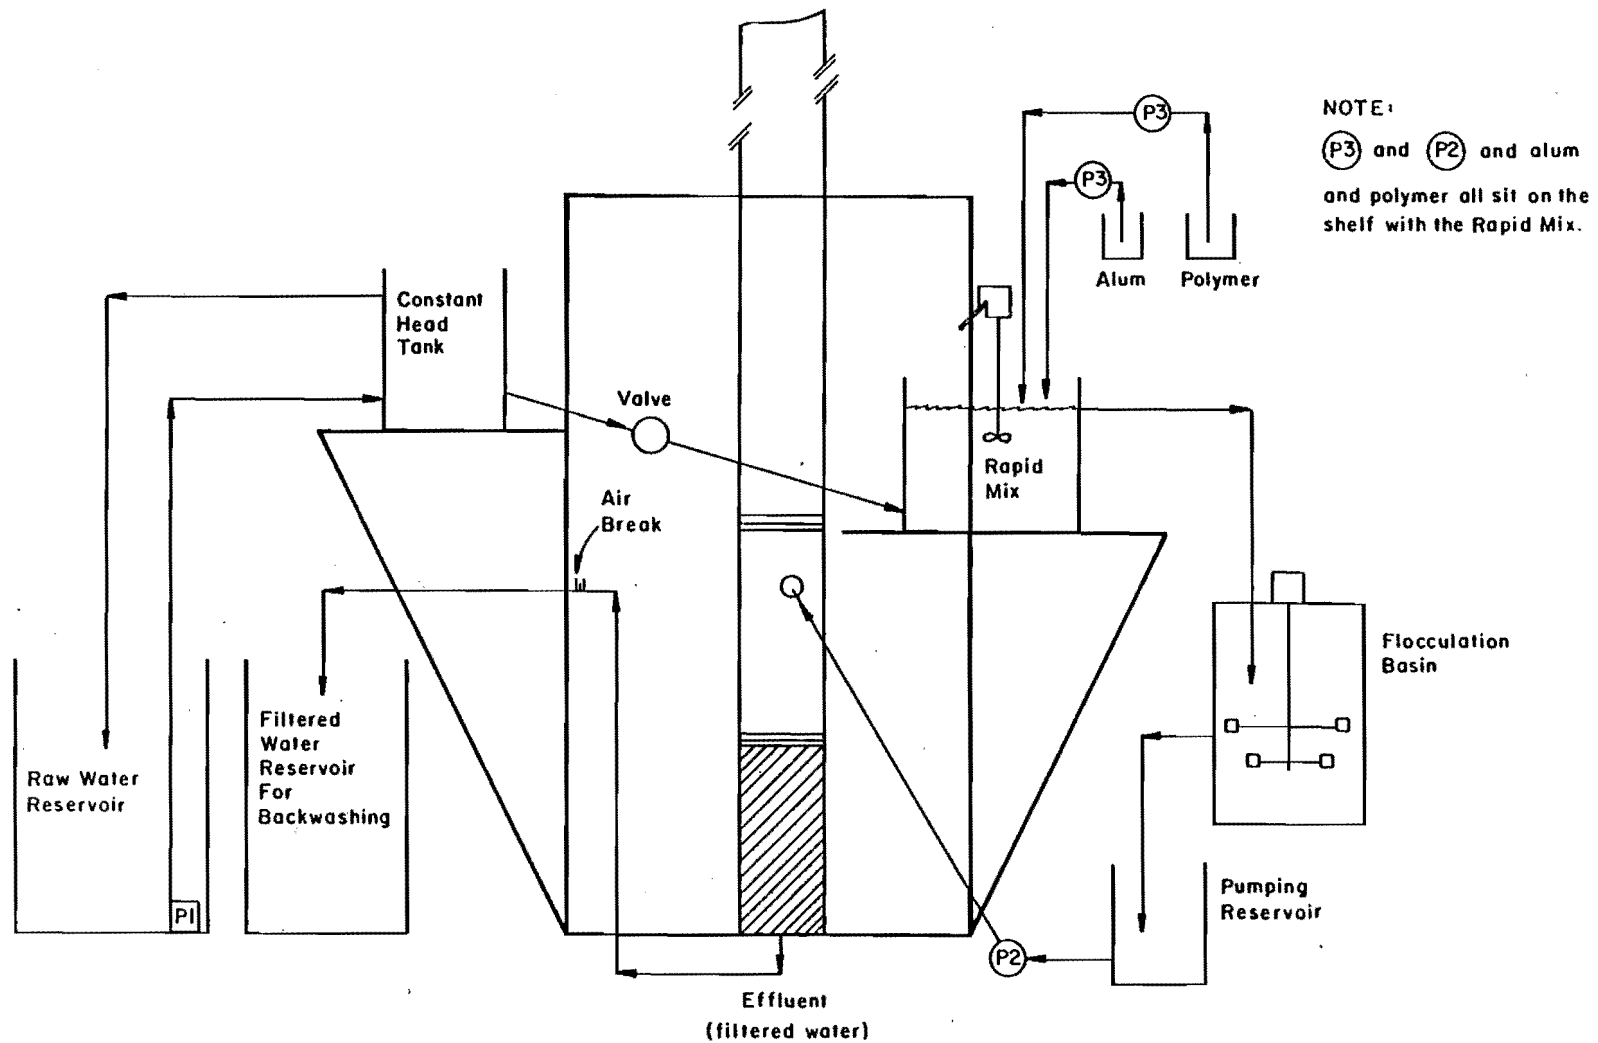 P3
NOTE:
P3 and P2 and alum
and polymer all sit on the
shelf with the Rapid Mix.
P3
Alum
Polymer
Constant
Head
Tank
Valve
Rapid
Mix
Air
Break
Flocculation
Basin
Filtered
Water
Reservoir
For
Backwashing
Raw Water
Reservoir
P1
Pumping
Reservoir
P2
Effluent
(filtered water)